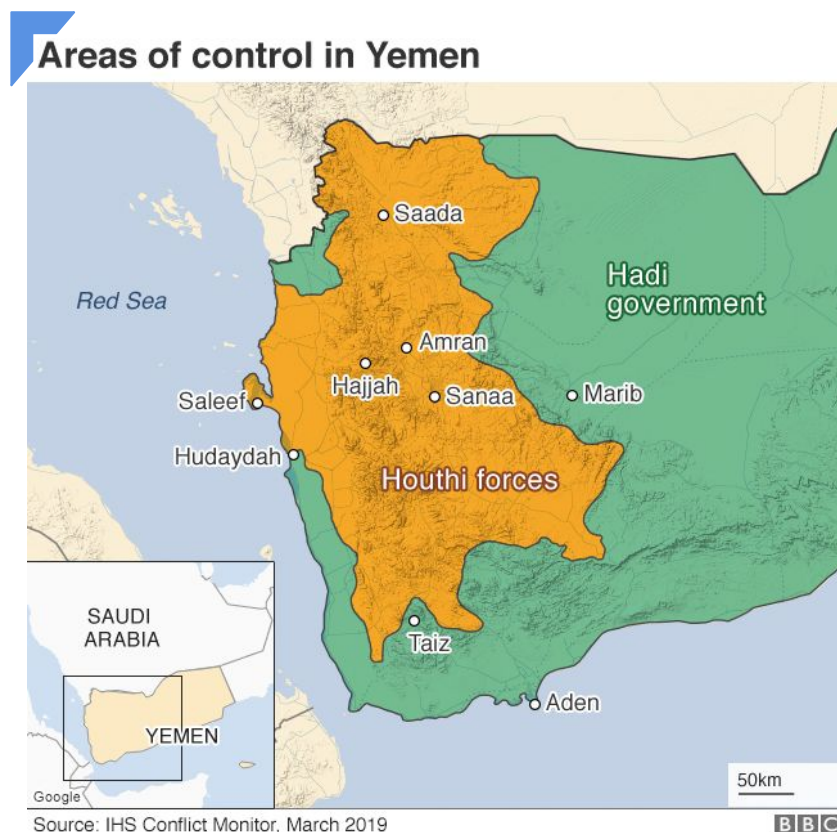 Areas of control in Yemen
Saada
Hadi
government
Red Sea
Amran
Hajjah
Sanaa
Marib
Saleef
Hudaydah
Houthi forces
SAUDI
ARABIA
Taiz
Aden
YEMEN
50km
Google
Source: IHS Conflict Monitor, March 2019
BBC